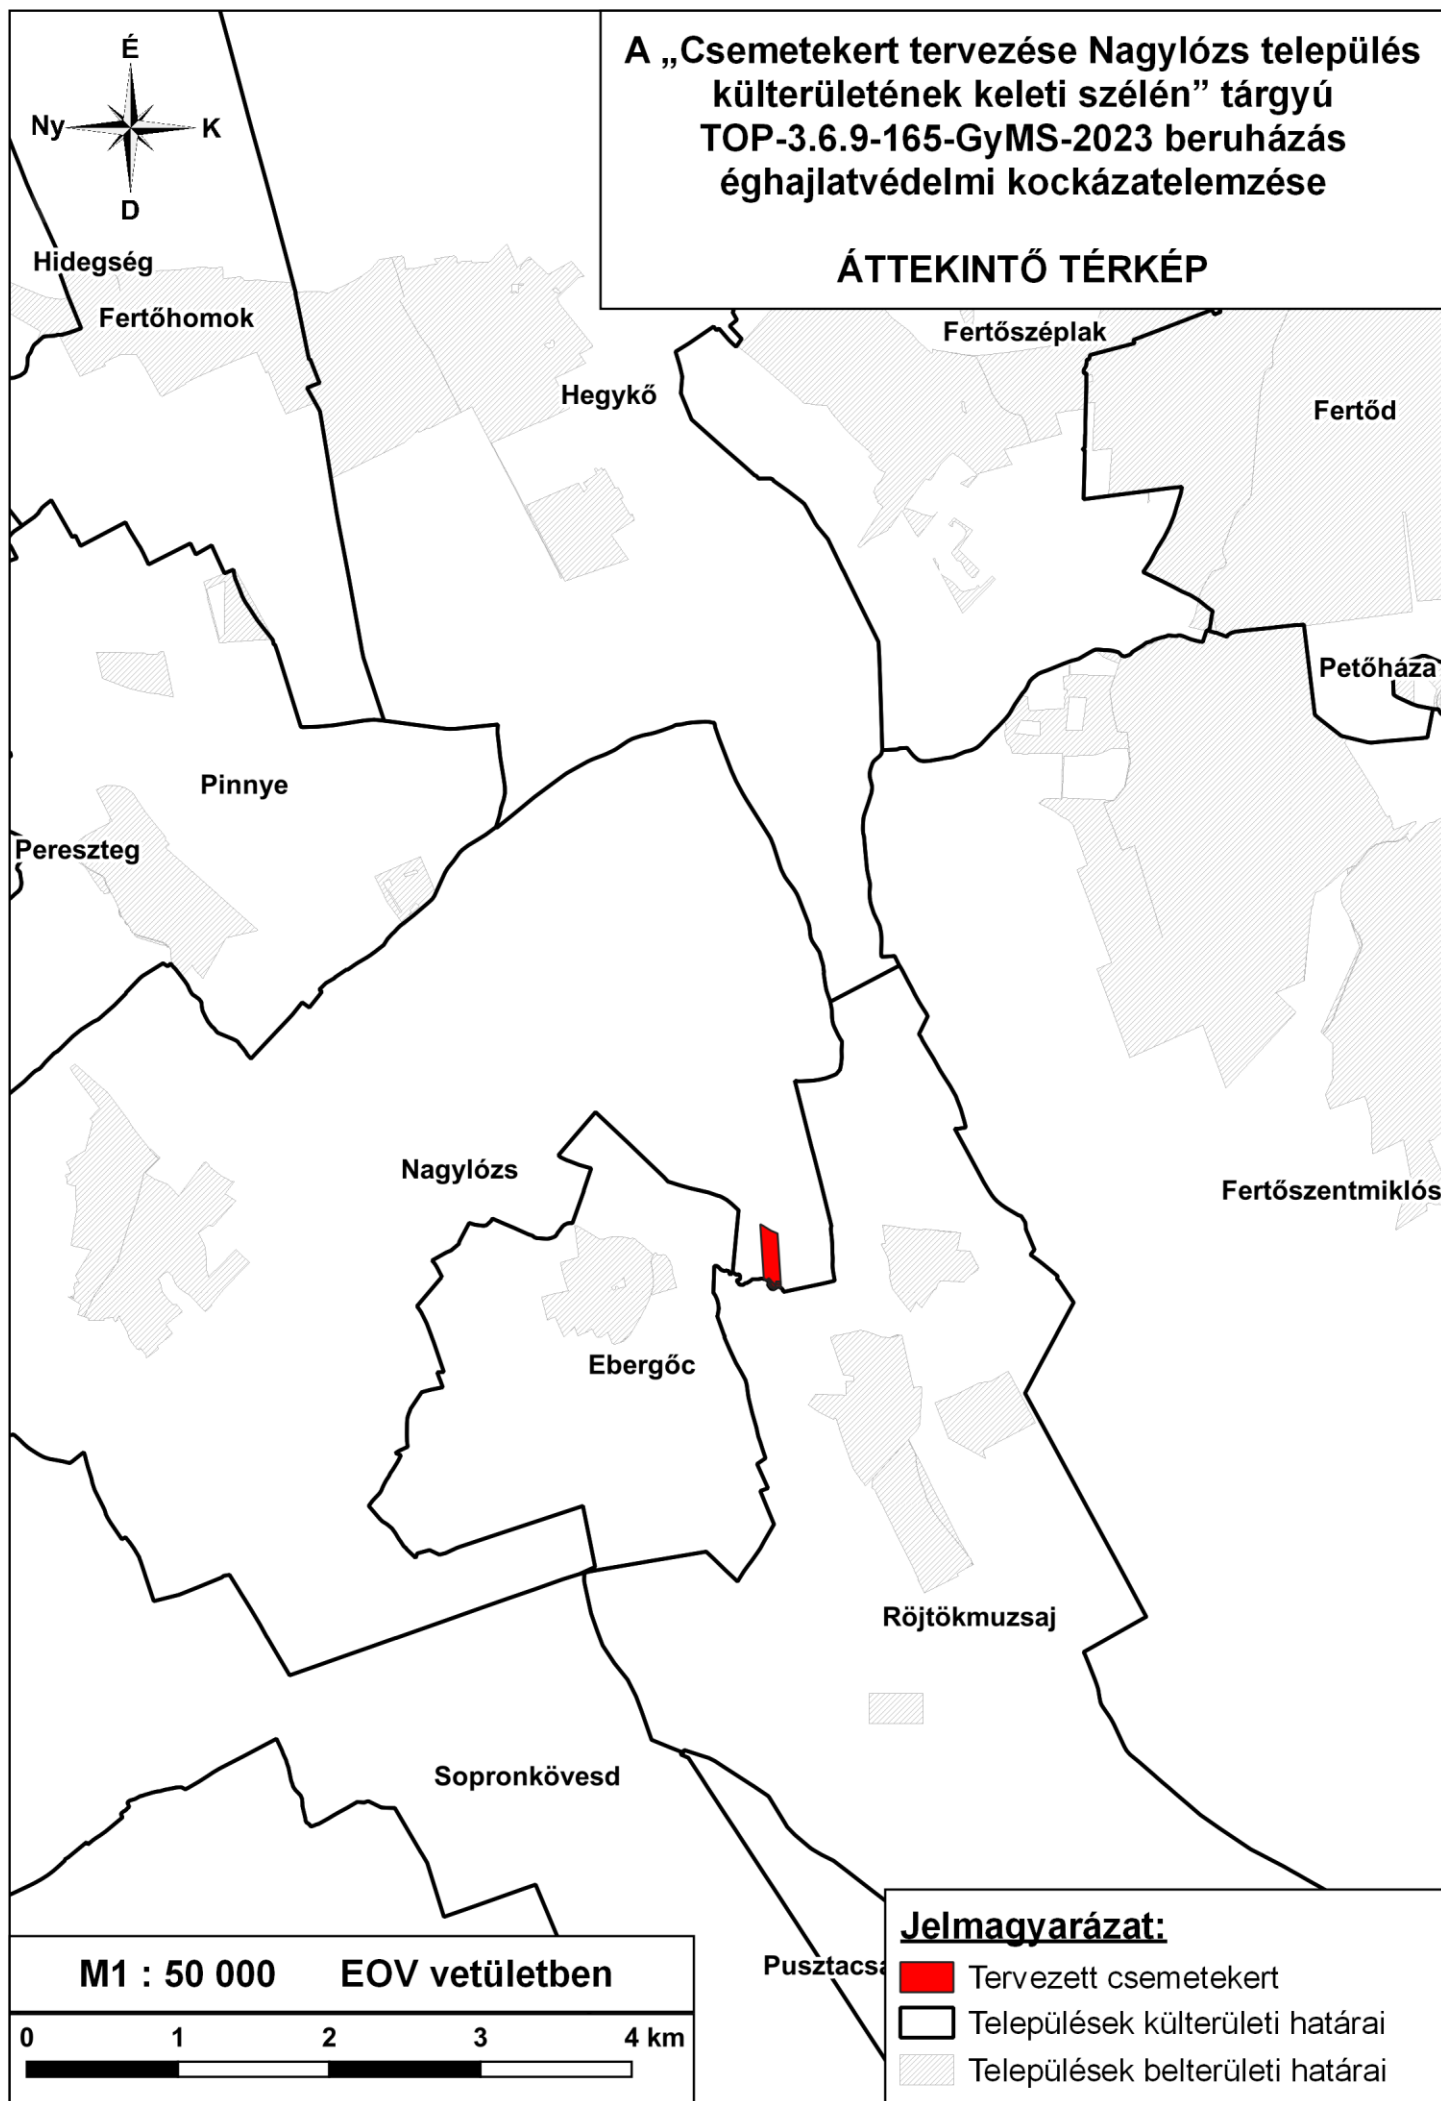 A „Csemetekert tervezése Nagylózs település
külterületének keleti szélén” tárgyú
TOP-3.6.9-165-GyMS-2023 beruházás
éghajlatvédelmi kockázatelemzése
ÁTTEKINTŐ TÉRKÉP
É
Ny
K
D
Hidegség
Fertőhomok
Fertőszéplak
Hegykő
Fertőd
Petőháza
Pinnye
Pereszteg
Nagylózs
Fertőszentmiklós
Ebergőc
Röjtökmuzsaj
Sopronkövesd
Pusztacsa
M1 : 50 000 EOV vetületben
0 1 2 3 4 km
Jelmagyarázat:
Tervezett csemetekert
Települések külterületi határai
Települések belterületi határai